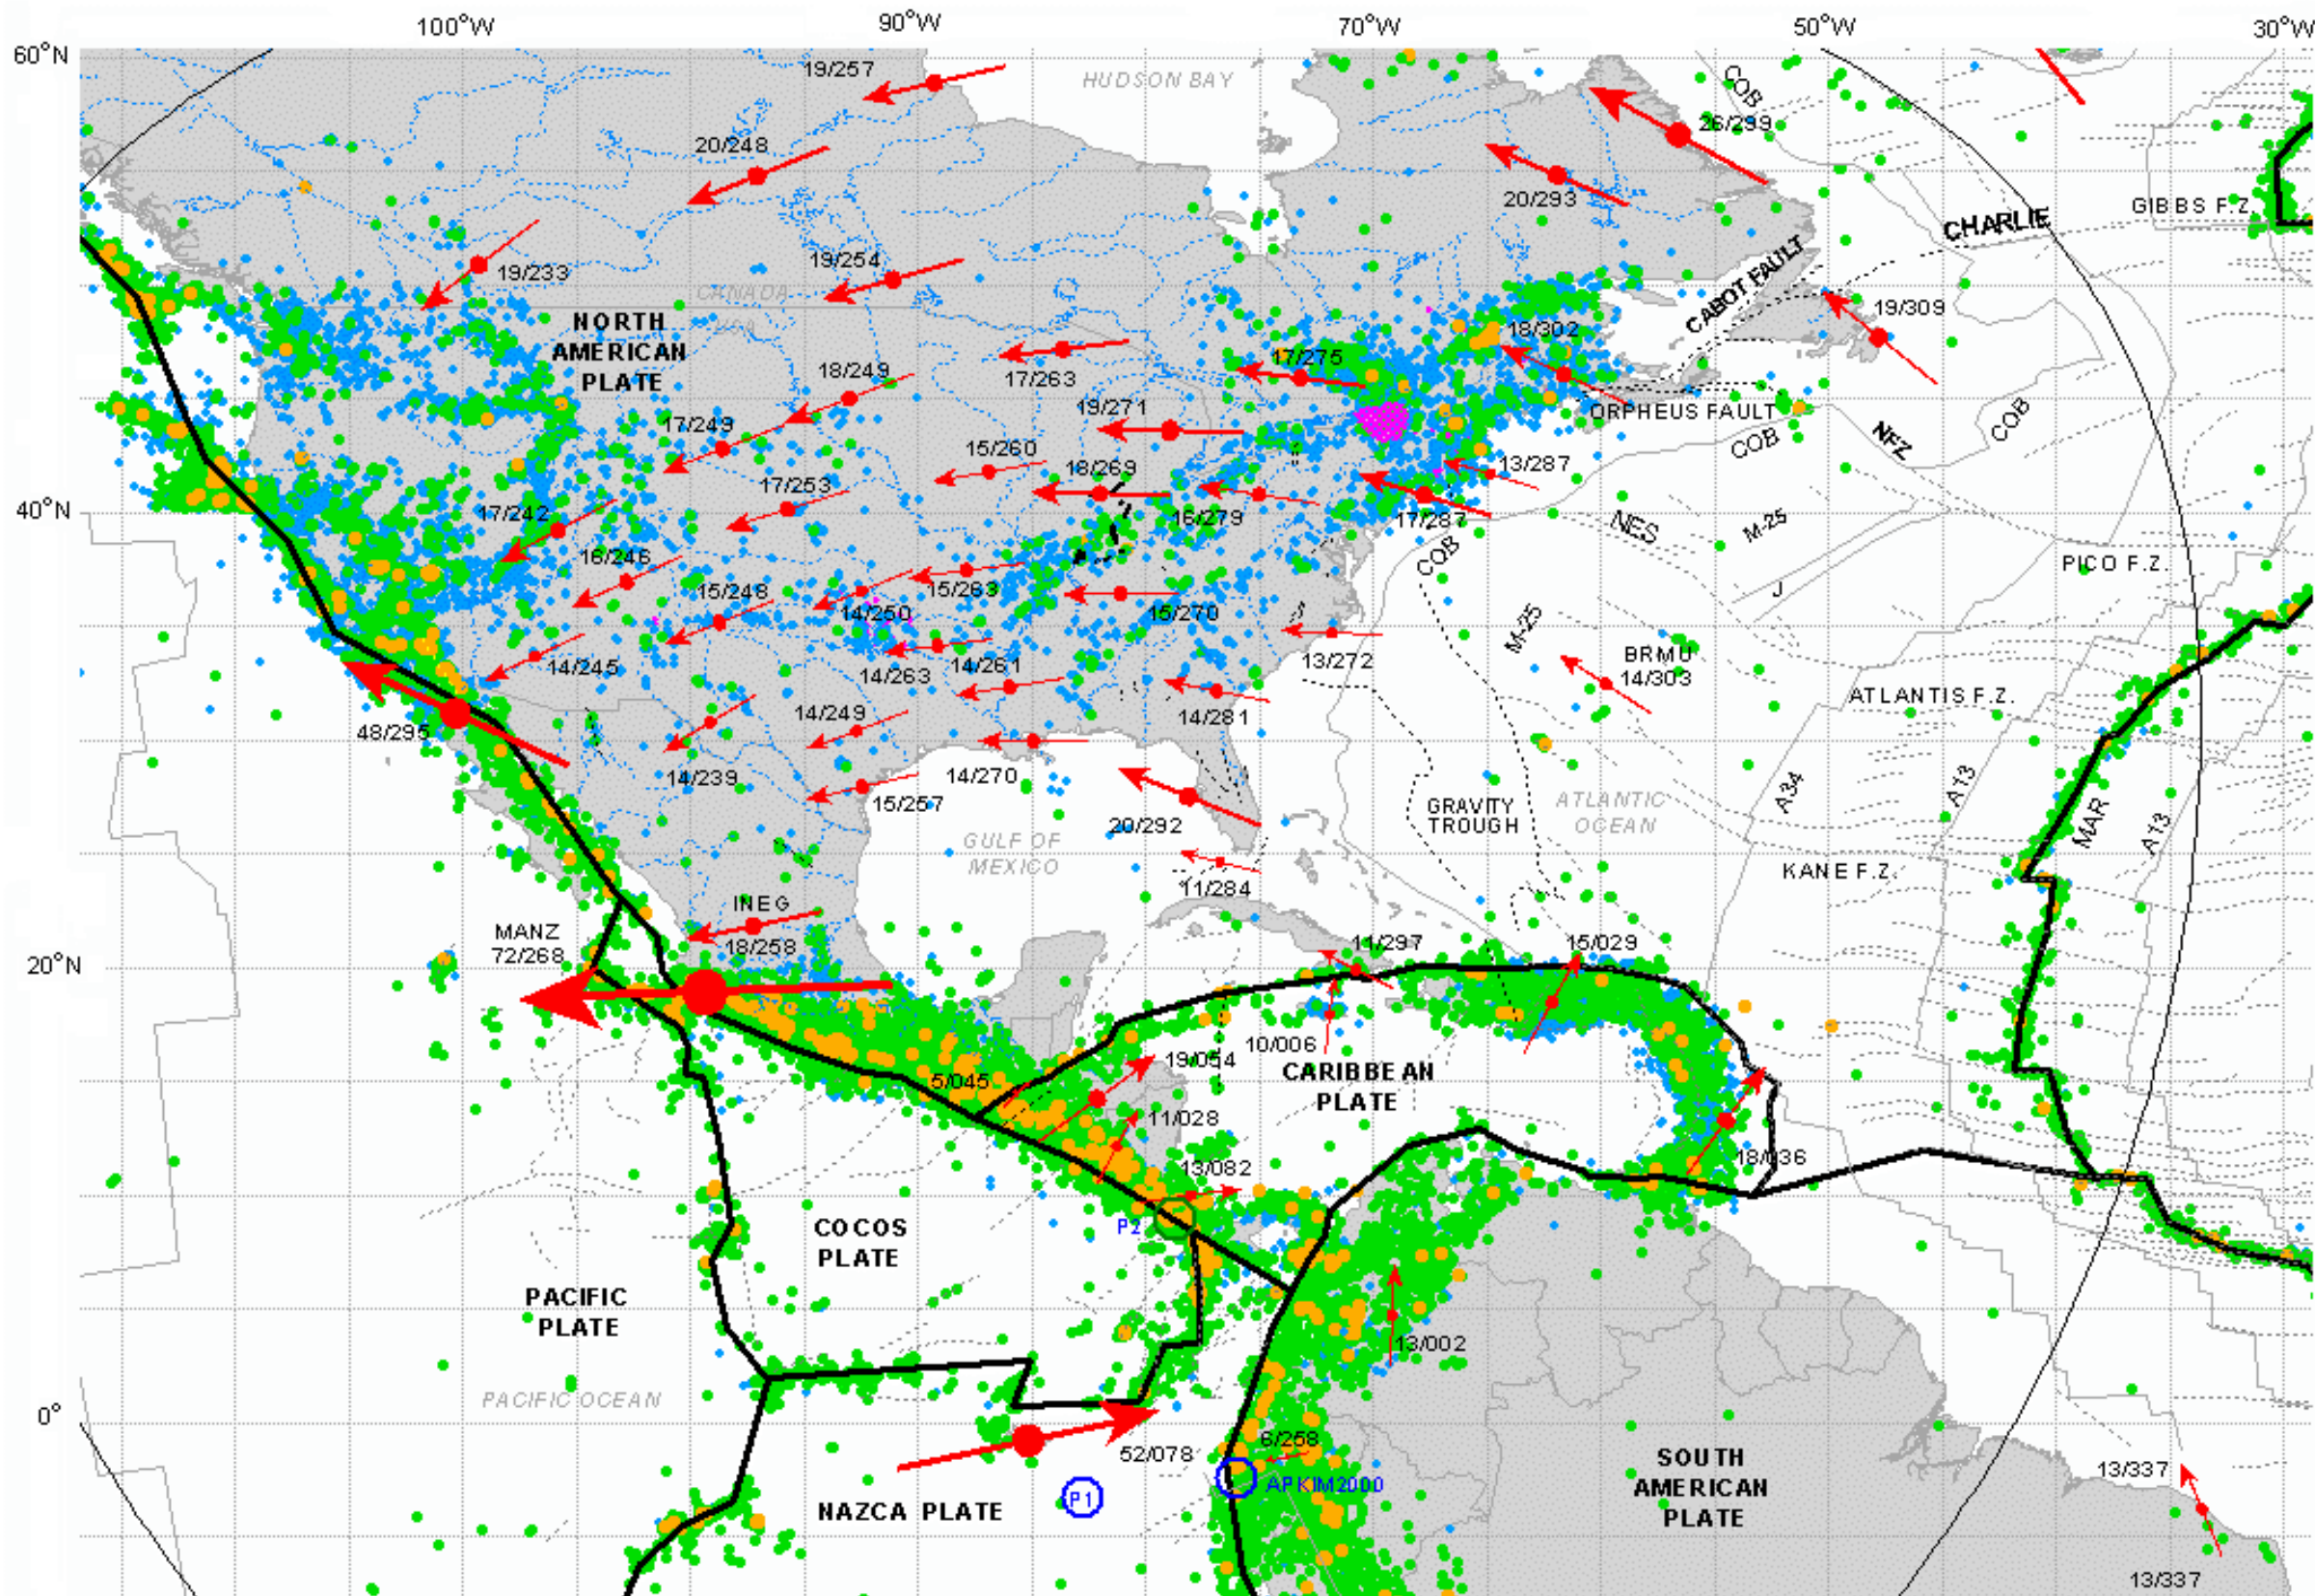 100°W
90°W
70°W
50°W
30°W
60°N
40°N
20°N
0°
HUDSON BAY
19/257
20/248
19/233
19/254
CANADA
USA
26/299
20/293
COB
GIBBS F.Z.
CHARLIE
CABOT FAULT
19/309
NORTH
AMERICAN
PLATE
18/302
17/275
17/263
18/249
17/249
19/271
ORPHEUS FAULT
COB
NFZ
COB
15/260
18/269
13/287
17/253
17/242
16/279
17/287
NES
M-25
COB
PICO F.Z.
16/246
15/248
14/250
15/263
15/270
J
M-25
14/245
14/263
14/261
13/272
BRMU
14/303
ATLANTIS F.Z.
48/295
14/249
14/281
14/239
14/270
15/257
20/292
GRAVITY
TROUGH
ATLANTIC
OCEAN
A34
A13
MAR
A13
GULF OF
MEXICO
11/284
KANE F.Z.
INEG
18/258
MANZ
72/268
11/297
15/029
10/006
19/054
5/045
11/028
CARIBBEAN
PLATE
13/082
18/036
P2
COCOS
PLATE
PACIFIC
PLATE
13/002
PACIFIC OCEAN
52/078
6/258
APKIM2000
P1
NAZCA PLATE
SOUTH
AMERICAN
PLATE
13/337
13/337